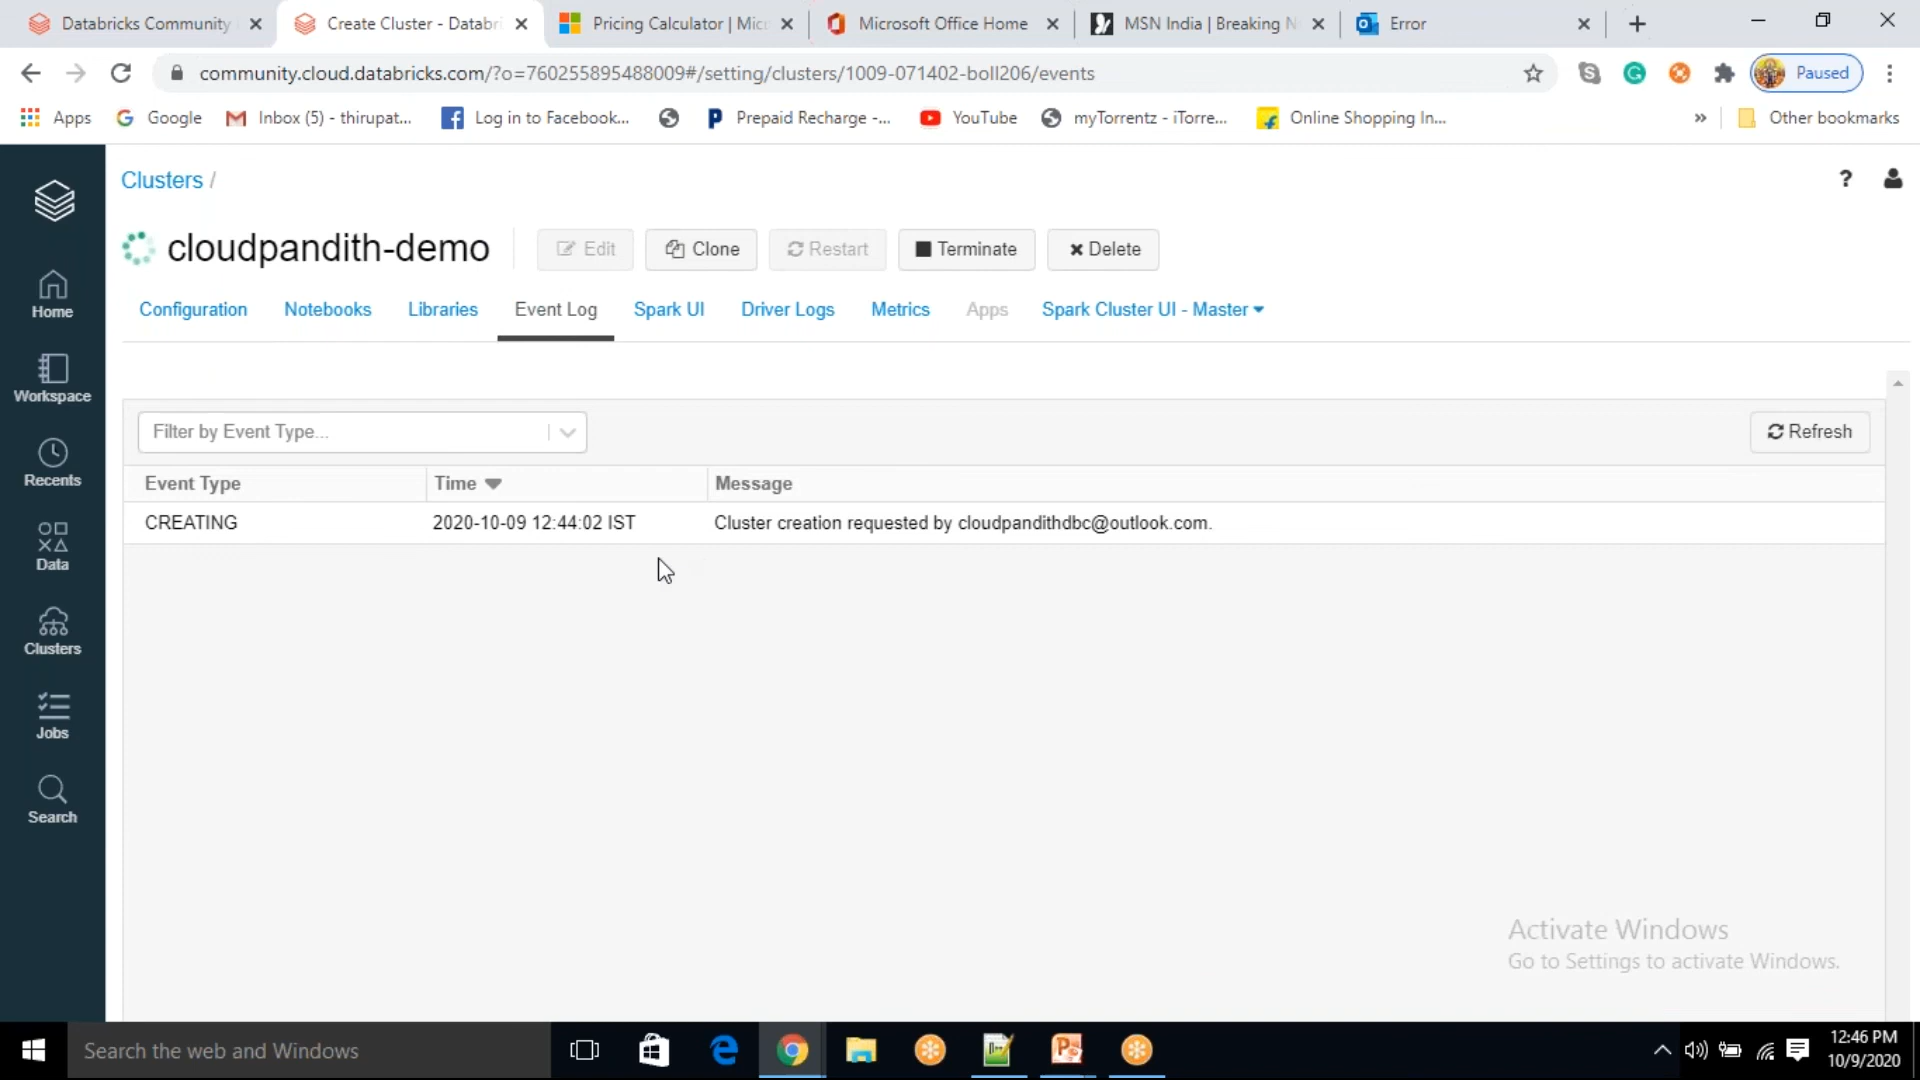 Databricks Community
Create Cluster - Databri
Pricing Calculator | Mic
Microsoft Office Home
MSN India | Breaking N
Error
community.cloud.databricks.com/?o=760255895488009#/setting/clusters/1009-071402-boll206/events
Paused
Apps
Google
Inbox (5) - thirupat...
Log in to Facebook...
Prepaid Recharge -...
YouTube
myTorrentz - iTorre...
Online Shopping In...
»
Other bookmarks
Clusters /
?
cloudpandith-demo
Edit
Clone
Restart
Terminate
Delete
Configuration
Notebooks
Libraries
Event Log
Spark UI
Driver Logs
Metrics
Apps
Spark Cluster UI - Master
Home
Workspace
Recents
Data
Clusters
Jobs
Search
Filter by Event Type...
Refresh
Event Type Time Message
CREATING 2020-10-09 12:44:02 IST Cluster creation requested by cloudpandithdbc@outlook.com.
Activate Windows
Go to Settings to activate Windows.
Search the web and Windows
12:46 PM
10/9/2020